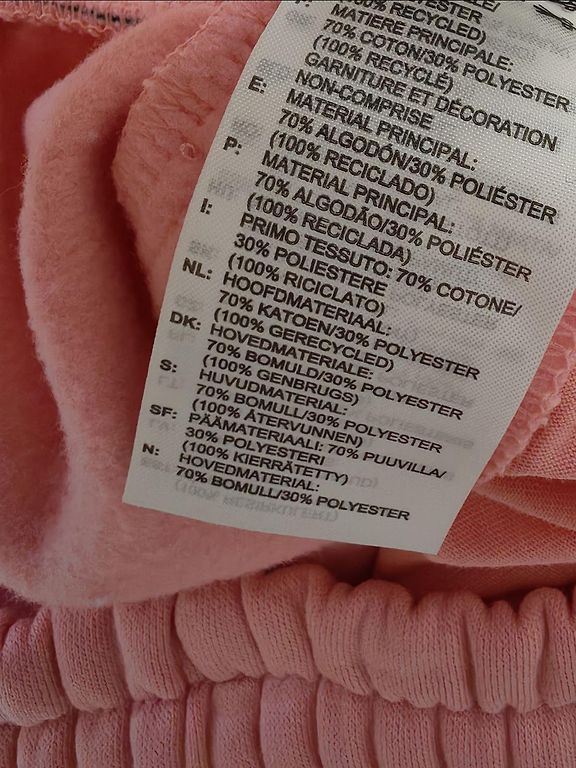 100% RECYCLED)
MATIERE PRINCIPALE:
70% COTON/30% POLYESTER
(100% RECYCLÉ)
GARNITURE ET DÉCORATION
NON-COMPRISE
E: MATERIAL PRINCIPAL:
70% ALGODÓN/30% POLIÉSTER
(100% RECICLADO)
P: MATERIAL PRINCIPAL:
70% ALGODÃO/30% POLIÉSTER
(100% RECICLADA)
I: PRIMO TESSUTO: 70% COTONE/
30% POLIESTERE
(100% RICICLATO)
NL: HOOFDMATERIAAL:
70% KATOEN/30% POLYESTER
(100% GERECYCLED)
DK: HOVEDMATERIALE:
70% BOMULD/30% POLYESTER
(100% GENBRUGS)
S: HUVUDMATERIAL:
70% BOMULL/30% POLYESTER
(100% ÅTERVUNNEN)
SF: PÄÄMATERIAALI: 70% PUUVILLA/
30% POLYESTERI
(100% KIERRÄTETTY)
N: HOVEDMATERIAL:
70% BOMULL/30% POLYESTER